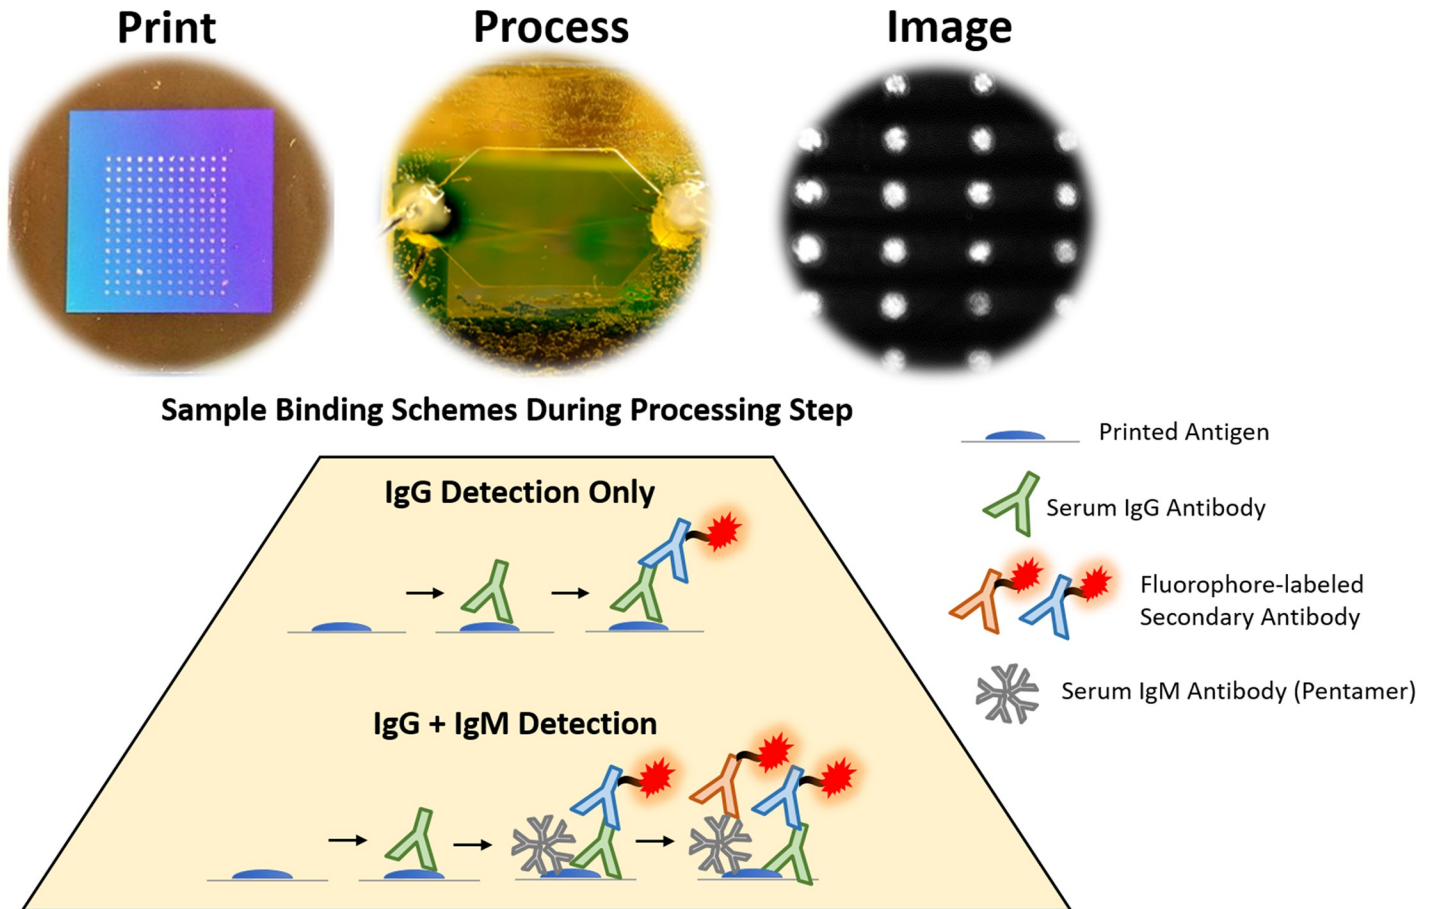 Print
Process
Image
Sample Binding Schemes During Processing Step
IgG Detection Only
IgG + IgM Detection
Printed Antigen
Serum IgG Antibody
Fluorophore-labeled
Secondary Antibody
Serum IgM Antibody (Pentamer)